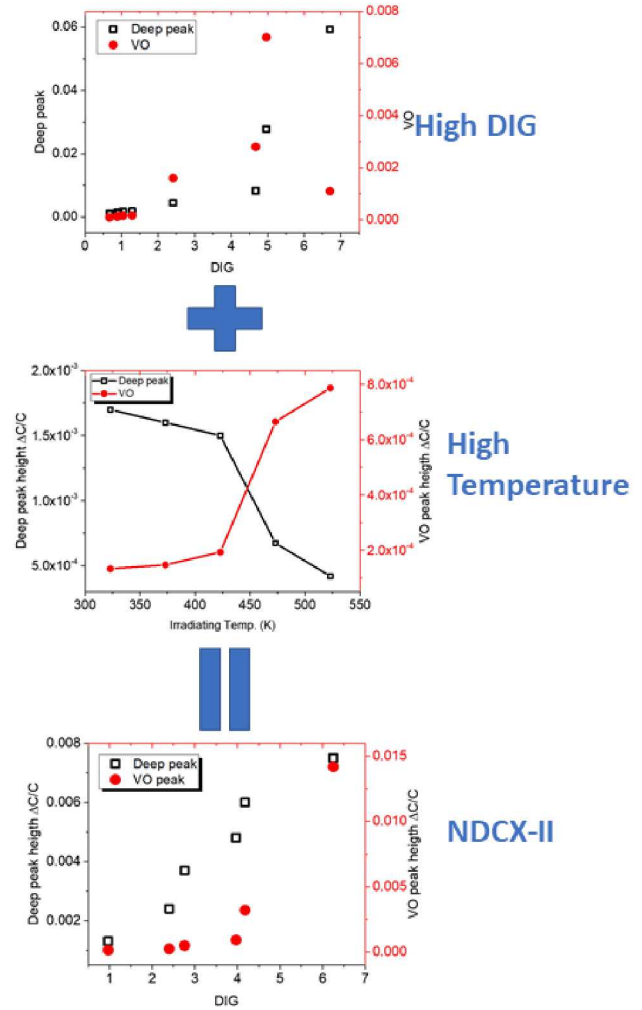 Deep peak
VO
0.06
0.04
0.02
0.00
0.008
0.006
0.004
0.002
0.000
Deep peak
VO
1 2 3 4 5 6 7
DIG
High DIG
Deep peak
VO
2.0x10⁻³
1.5x10⁻³
1.0x10⁻³
5.0x10⁻⁴
8.0x10⁻⁴
6.0x10⁻⁴
4.0x10⁻⁴
2.0x10⁻⁴
Deep peak height ΔC/C
VO peak heigth ΔC/C
300 350 400 450 500 550
Irradiating Temp. (K)
High
Temperature
Deep peak
VO peak
0.008
0.006
0.004
0.002
0.015
0.010
0.005
0.000
Deep peak heigth ΔC/C
VO peak heigth ΔC/C
1 2 3 4 5 6 7
DIG
NDCX-II